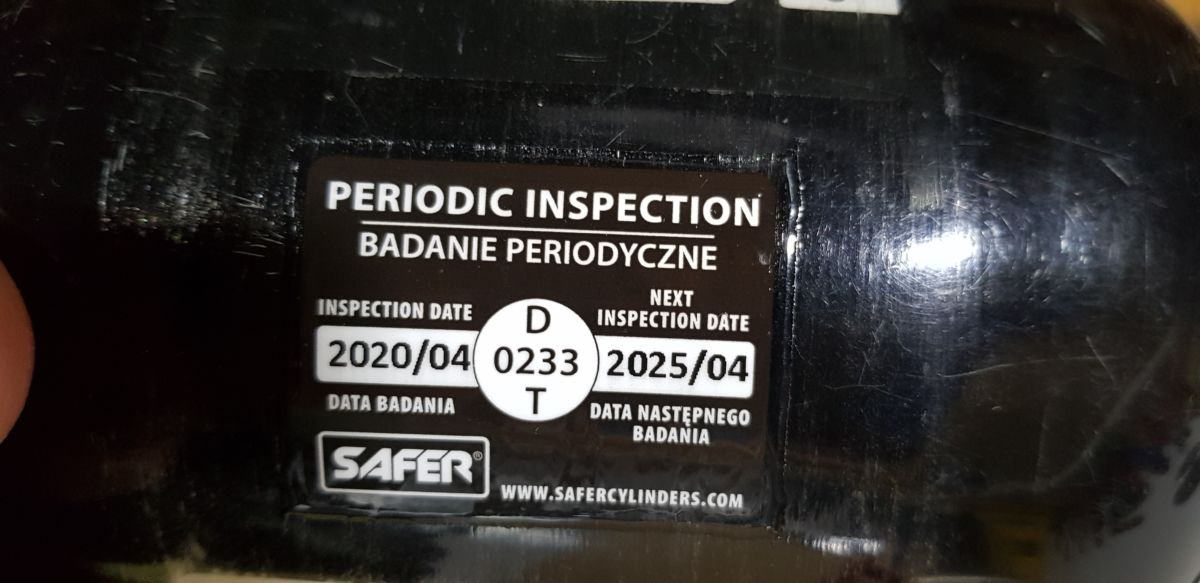 PERIODIC INSPECTION
BADANIE PERIODYCZNE
INSPECTION DATE
2020/04
DATA BADANIA
D
0233
T
NEXT
INSPECTION DATE
2025/04
DATA NASTĘPNEGO
BADANIA
SAFER®
WWW.SAFERCYLINDERS.COM